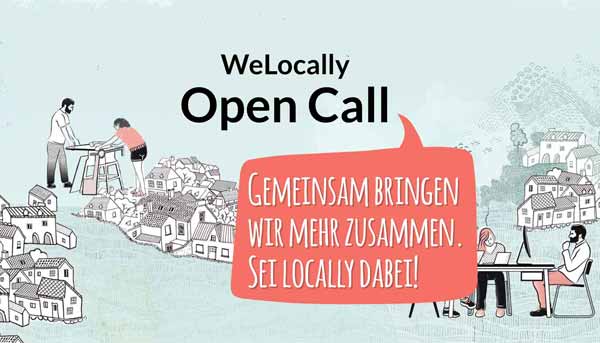 WeLocally
Open Call
GEMEINSAM BRINGEN
WIR MEHR ZUSAMMEN.
SEI LOCALLY DABEI!